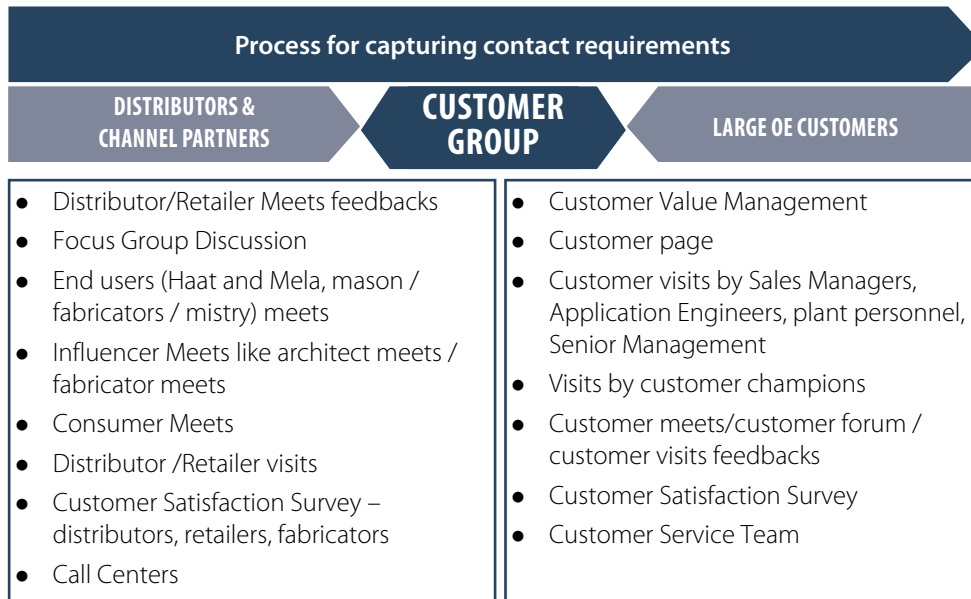 Process for capturing contact requirements
DISTRIBUTORS &
CHANNEL PARTNERS
CUSTOMER
GROUP
LARGE OE CUSTOMERS
● Distributor/Retailer Meets feedbacks
● Focus Group Discussion
● End users (Haat and Mela, mason /
fabricators / mistry) meets
● Influencer Meets like architect meets /
fabricator meets
● Consumer Meets
● Distributor /Retailer visits
● Customer Satisfaction Survey –
distributors, retailers, fabricators
● Call Centers
● Customer Value Management
● Customer page
● Customer visits by Sales Managers,
Application Engineers, plant personnel,
Senior Management
● Visits by customer champions
● Customer meets/customer forum /
customer visits feedbacks
● Customer Satisfaction Survey
● Customer Service Team